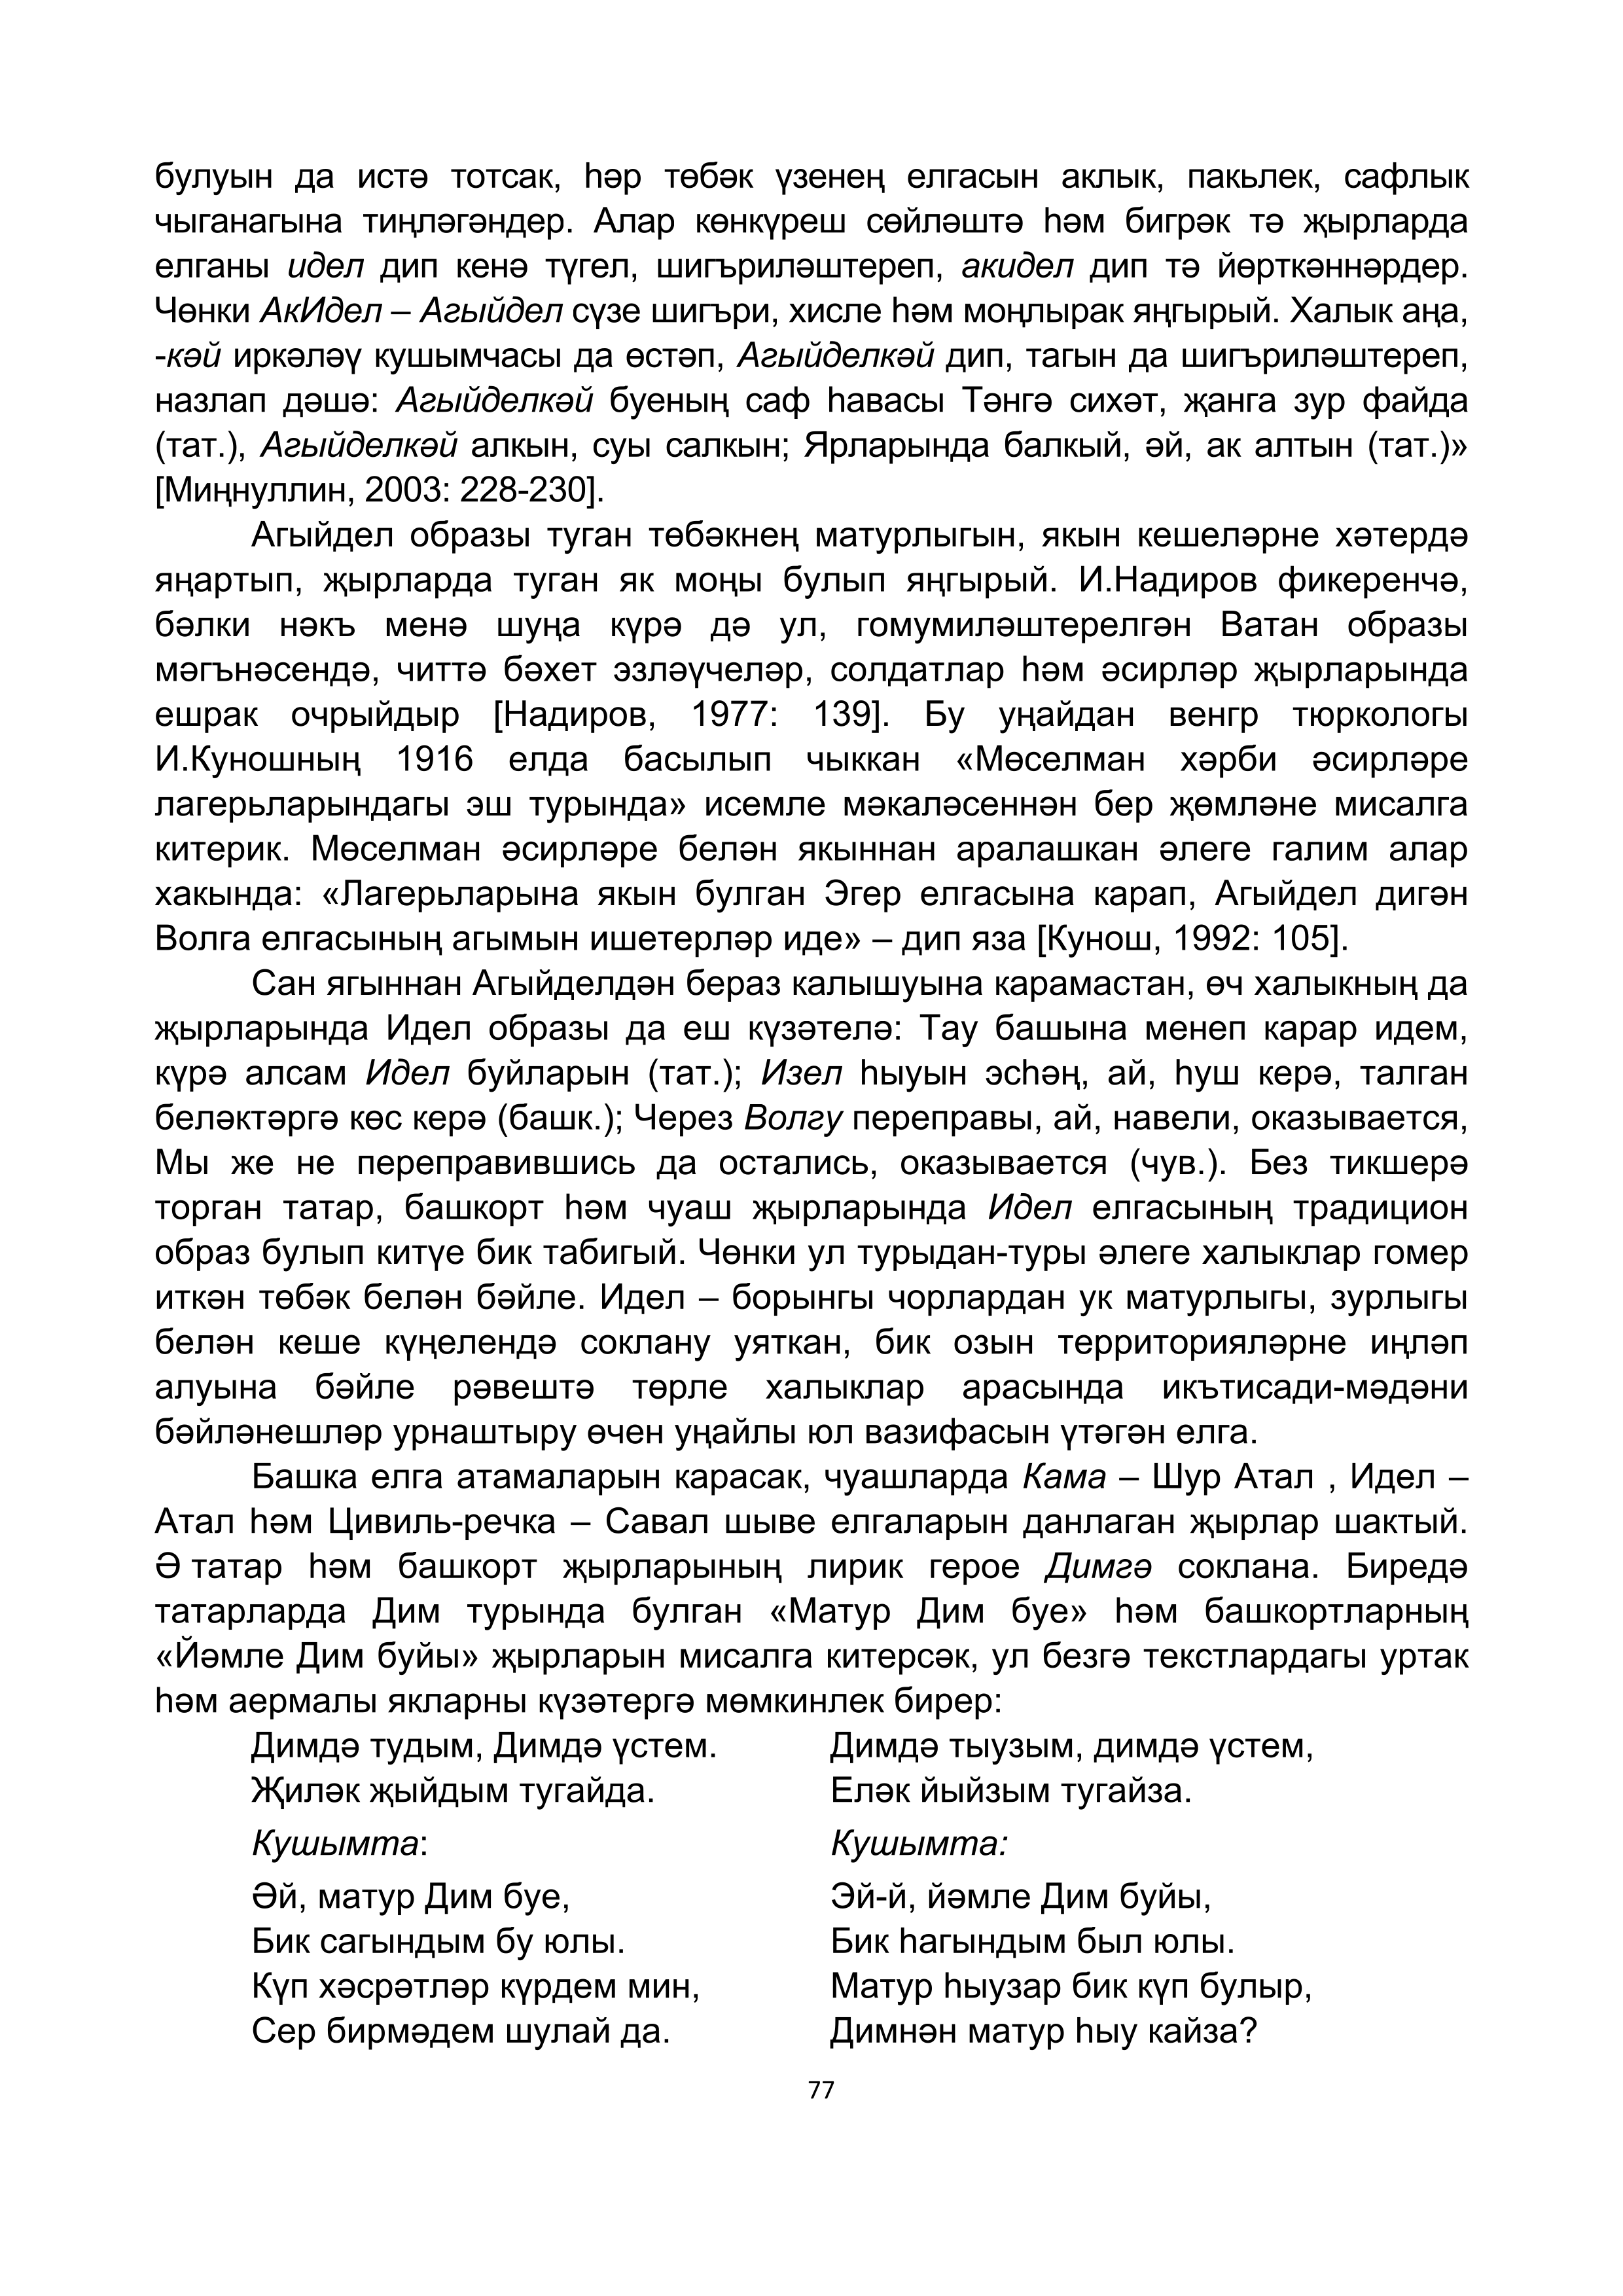 булуын да истә тотсак, һәр төбәк үзенең елгасын аклык, пакьлек, сафлык
чыганагына тиңләгәндер. Алар көнкүреш сөйләштә һәм бигрәк тә җырларда
елганы идел дип кенә түгел, шигъриләштереп, акидел дип тә йөрткәннәрдер.
Чөнки АкИдел – Агыйдел сүзе шигъри, хисле һәм моңлырак яңгырый. Халык аңа,
-кәй иркәләү кушымчасы да өстәп, Агыйделкәй дип, тагын да шигъриләштереп,
назлап дәшә: Агыйделкәй буеның саф һавасы Тәнгә сихәт, җанга зур файда
(тат.), Агыйделкәй алкын, суы салкын; Ярларында балкый, әй, ак алтын (тат.)»
[Миңнуллин, 2003: 228-230].
Агыйдел образы туган төбәкнең матурлыгын, якын кешеләрне хәтердә
яңартып, җырларда туган як моңы булып яңгырый. И.Надиров фикеренчә,
бәлки нәкъ менә шуңа күрә дә ул, гомумиләштерелгән Ватан образы
мәгънәсендә, читтә бәхет эзләүчеләр, солдатлар һәм әсирләр җырларында
ешрак очрыйдыр [Надиров, 1977: 139]. Бу уңайдан венгр тюркологы
И.Куношның 1916 елда басылып чыккан «Мөселман хәрби әсирләре
лагерьларындагы эш турында» исемле мәкаләсеннән бер җөмләне мисалга
китерик. Мөселман әсирләре белән якыннан аралашкан әлеге галим алар
хакында: «Лагерьларына якын булган Эгер елгасына карап, Агыйдел дигән
Волга елгасының агымын ишетерләр иде» – дип яза [Кунош, 1992: 105].
Сан ягыннан Агыйделдән бераз калышуына карамастан, өч халыкның да
җырларында Идел образы да еш күзәтелә: Тау башына менеп карар идем,
күрә алсам Идел буйларын (тат.); Изел һыуын эсһәң, ай, һуш керә, талган
беләктәргә көс керә (башк.); Через Волгу переправы, ай, навели, оказывается,
Мы же не переправившись да остались, оказывается (чув.). Без тикшерә
торган татар, башкорт һәм чуаш җырларында Идел елгасының традицион
образ булып китүе бик табигый. Чөнки ул турыдан-туры әлеге халыклар гомер
иткән төбәк белән бәйле. Идел – борынгы чорлардан ук матурлыгы, зурлыгы
белән кеше күңелендә соклану уяткан, бик озын территорияләрне иңләп
алуына бәйле рәвештә төрле халыклар арасында икътисади-мәдәни
бәйләнешләр урнаштыру өчен уңайлы юл вазифасын үтәгән елга.
Башка елга атамаларын карасак, чуашларда Кама – Шур Атал , Идел –
Атал һәм Цивиль-речка – Савал шыве елгаларын данлаган җырлар шактый.
Ә татар һәм башкорт җырларының лирик герое Димгә соклана. Биредә
татарларда Дим турында булган «Матур Дим буе» һәм башкортларның
«Йәмле Дим буйы» җырларын мисалга китерсәк, ул безгә текстлардагы уртак
һәм аермалы якларны күзәтергә мөмкинлек бирер:
Димдә тудым, Димдә үстем.
Җиләк җыйдым тугайда.
Кушымта:
Әй, матур Дим буе,
Бик сагындым бу юлы.
Күп хәсрәтләр күрдем мин,
Сер бирмәдем шулай да.
Димдә тыузым, димдә үстем,
Еләк йыйзым тугайза.
Кушымта:
Эй-й, йәмле Дим буйы,
Бик һагындым был юлы.
Матур һыузар бик күп булыр,
Димнән матур һыу кайза?
77